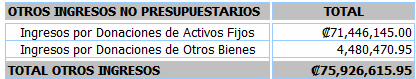 OTROS INGRESOS NO PRESUPUESTARIOS TOTAL
Ingresos por Donaciones de Activos Fijos ₡71,446,145.00
Ingresos por Donaciones de Otros Bienes 4,480,470.95
TOTAL OTROS INGRESOS ₡75,926,615.95